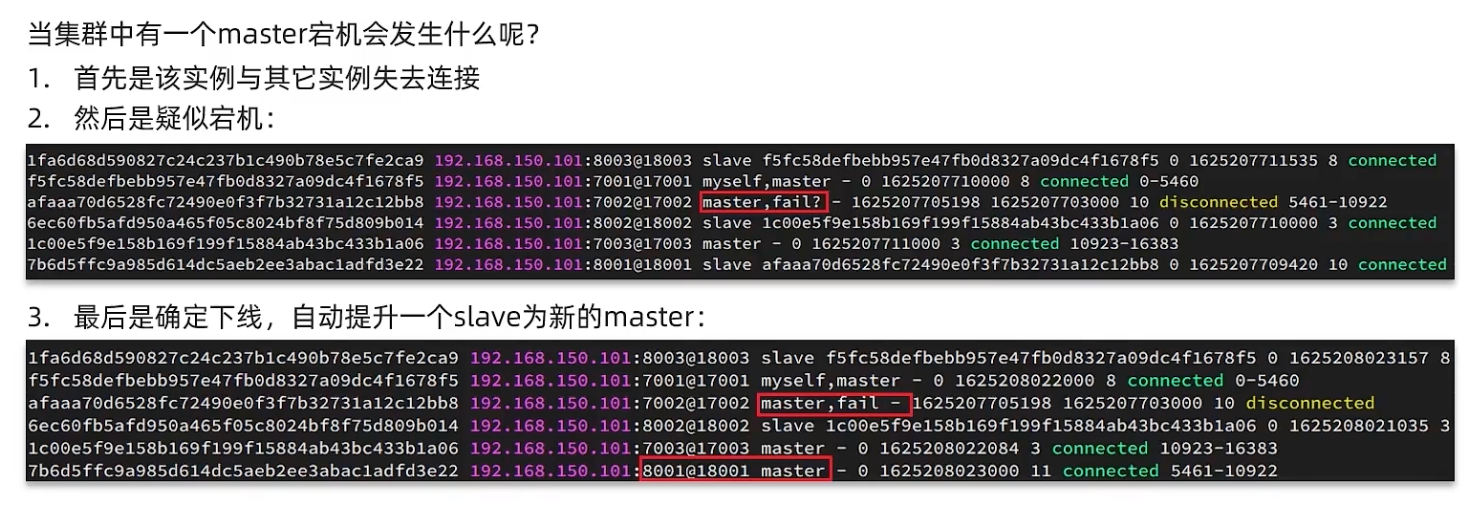 当集群中有一个master宕机会发生什么呢？
1. 首先是该实例与其它实例失去连接
2. 然后是疑似宕机：
1fa6d68d590827c24c237b1c490b78e5c7fe2ca9 192.168.150.101:8003@18003 slave f5fc58defbebb957e47fb0d8327a09dc4f1678f5 0 1625207711535 8 connected
f5fc58defbebb957e47fb0d8327a09dc4f1678f5 192.168.150.101:7001@17001 myself,master - 0 1625207710000 8 connected 0-5460
afaaa70d6528fc72490e0f3f7b32731a12c12bb8 192.168.150.101:7002@17002 master,fail? - 1625207705198 1625207703000 10 disconnected 5461-10922
6ec60fb5afd950a465f05c8024bf8f75d809b014 192.168.150.101:8002@18002 slave 1c00e5f9e158b169f199f15884ab43bc433b1a06 0 1625207710000 3 connected
1c00e5f9e158b169f199f15884ab43bc433b1a06 192.168.150.101:7003@17003 master - 0 1625207711000 3 connected 10923-16383
7b6d5ffc9a985d614dc5aeb2ee3abac1adfd3e22 192.168.150.101:8001@18001 slave afaaa70d6528fc72490e0f3f7b32731a12c12bb8 0 1625207709420 10 connected
3. 最后是确定下线，自动提升一个slave为新的master：
1fa6d68d590827c24c237b1c490b78e5c7fe2ca9 192.168.150.101:8003@18003 slave f5fc58defbebb957e47fb0d8327a09dc4f1678f5 0 1625208023157 8
f5fc58defbebb957e47fb0d8327a09dc4f1678f5 192.168.150.101:7001@17001 myself,master - 0 1625208022000 8 connected 0-5460
afaaa70d6528fc72490e0f3f7b32731a12c12bb8 192.168.150.101:7002@17002 master,fail - 1625207705198 1625207703000 10 disconnected
6ec60fb5afd950a465f05c8024bf8f75d809b014 192.168.150.101:8002@18002 slave 1c00e5f9e158b169f199f15884ab43bc433b1a06 0 1625208021035 3
1c00e5f9e158b169f199f15884ab43bc433b1a06 192.168.150.101:7003@17003 master - 0 1625208022084 3 connected 10923-16383
7b6d5ffc9a985d614dc5aeb2ee3abac1adfd3e22 192.168.150.101:8001@18001 master - 0 1625208023000 11 connected 5461-10922